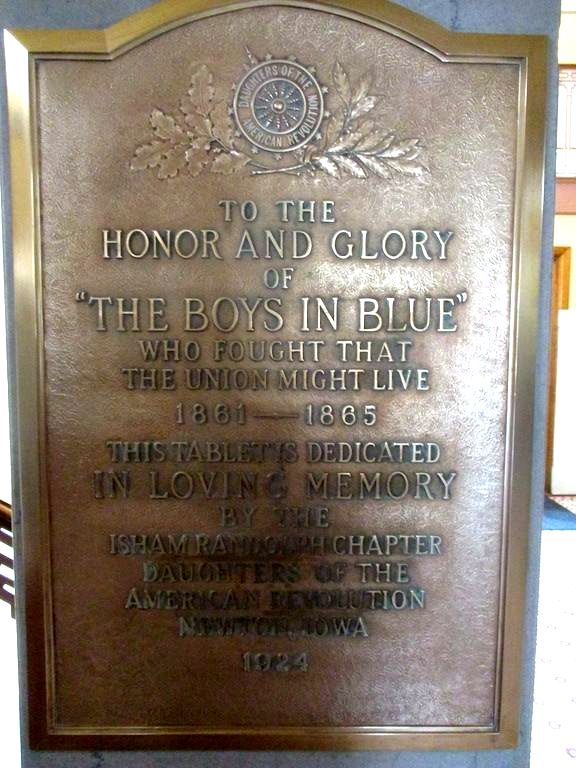 DAUGHTERS OF THE
AMERICAN REVOLUTION
TO THE
HONOR AND GLORY
OF
"THE BOYS IN BLUE"
WHO FOUGHT THAT
THE UNION MIGHT LIVE
1861—1865
THIS TABLET IS DEDICATED
IN LOVING MEMORY
BY THE
ISHAM RANDOLPH CHAPTER
DAUGHTERS OF THE
AMERICAN REVOLUTION
NEWTON, IOWA
1924